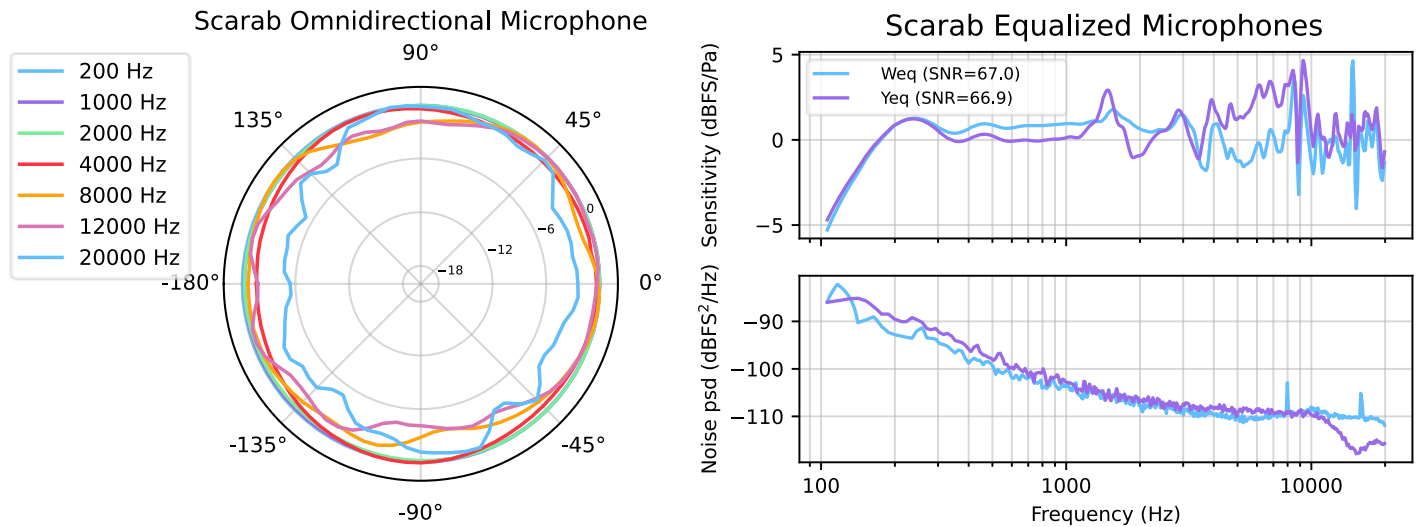 Scarab Omnidirectional Microphone
200 Hz
1000 Hz
2000 Hz
4000 Hz
8000 Hz
12000 Hz
20000 Hz
90°
135°
45°
-180°
0°
-135°
-45°
-90°
0
−6
−12
−18
Scarab Equalized Microphones
Sensitivity (dBFS/Pa)
5
0
−5
Weq (SNR=67.0)
Yeq (SNR=66.9)
Noise psd (dBFS²/Hz)
−90
−100
−110
100
1000
10000
Frequency (Hz)